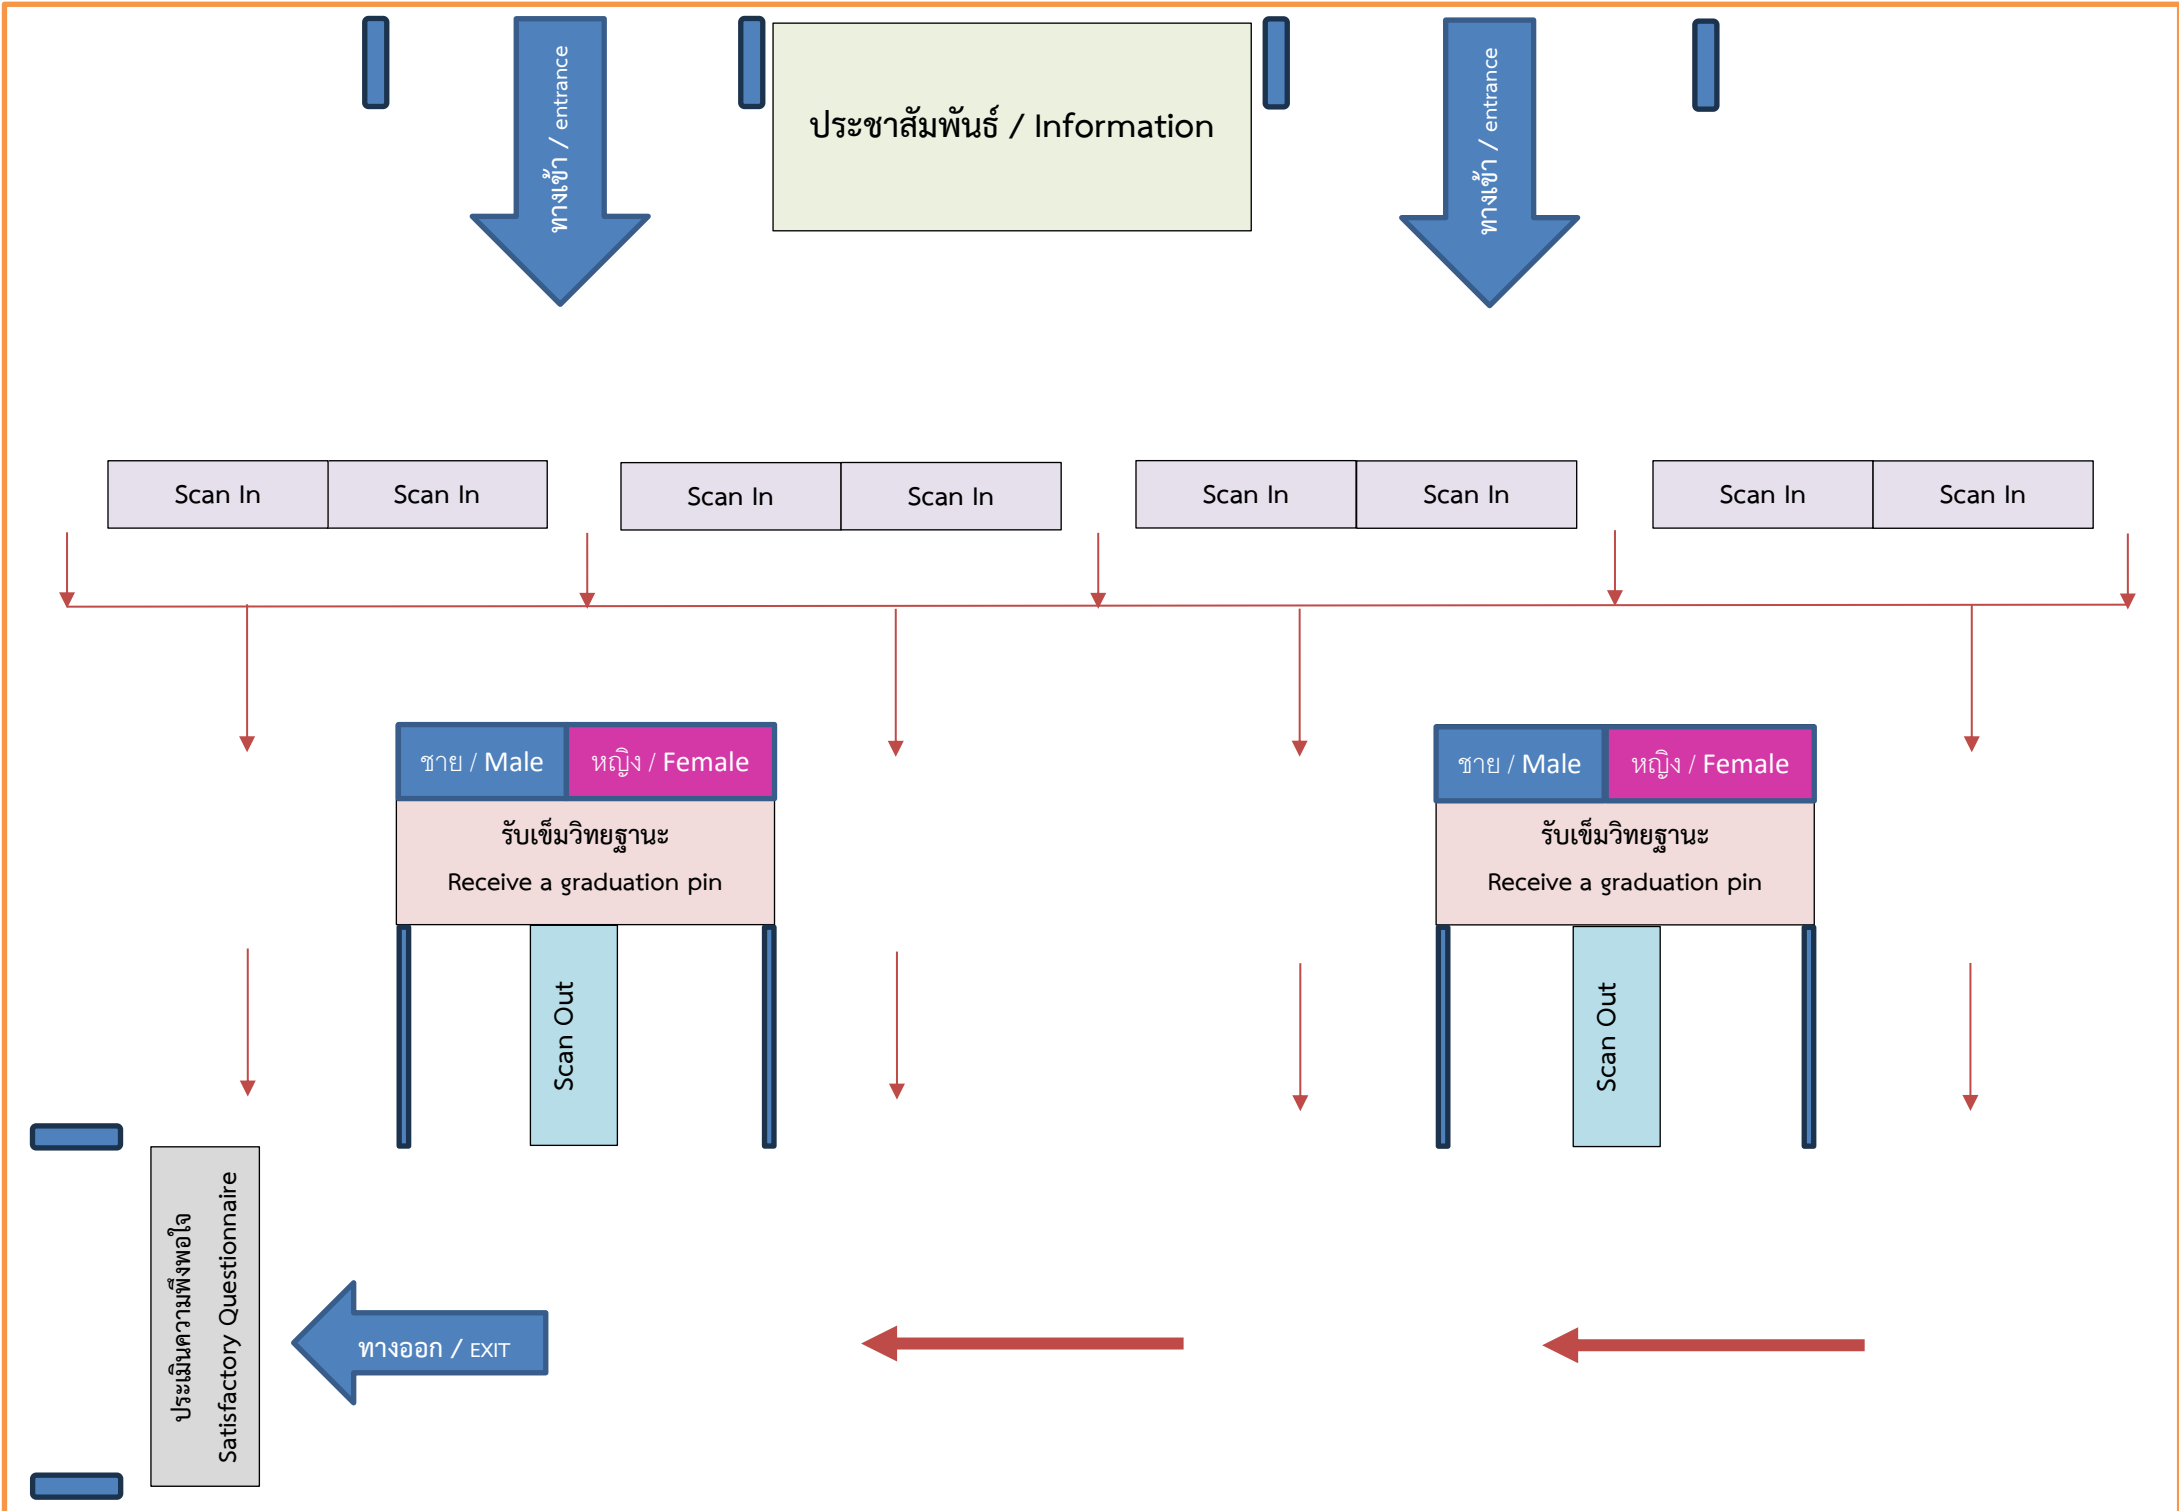 ทางเข้า / entrance
ประชาสัมพันธ์ / Information
ทางเข้า / entrance
Scan In
Scan In
Scan In
Scan In
Scan In
Scan In
Scan In
Scan In
ชาย / Male
หญิง / Female
รับเข็มวิทยฐานะ
Receive a graduation pin
Scan Out
ชาย / Male
หญิง / Female
รับเข็มวิทยฐานะ
Receive a graduation pin
Scan Out
ประเมินความพึงพอใจ
Satisfactory Questionnaire
ทางออก / EXIT